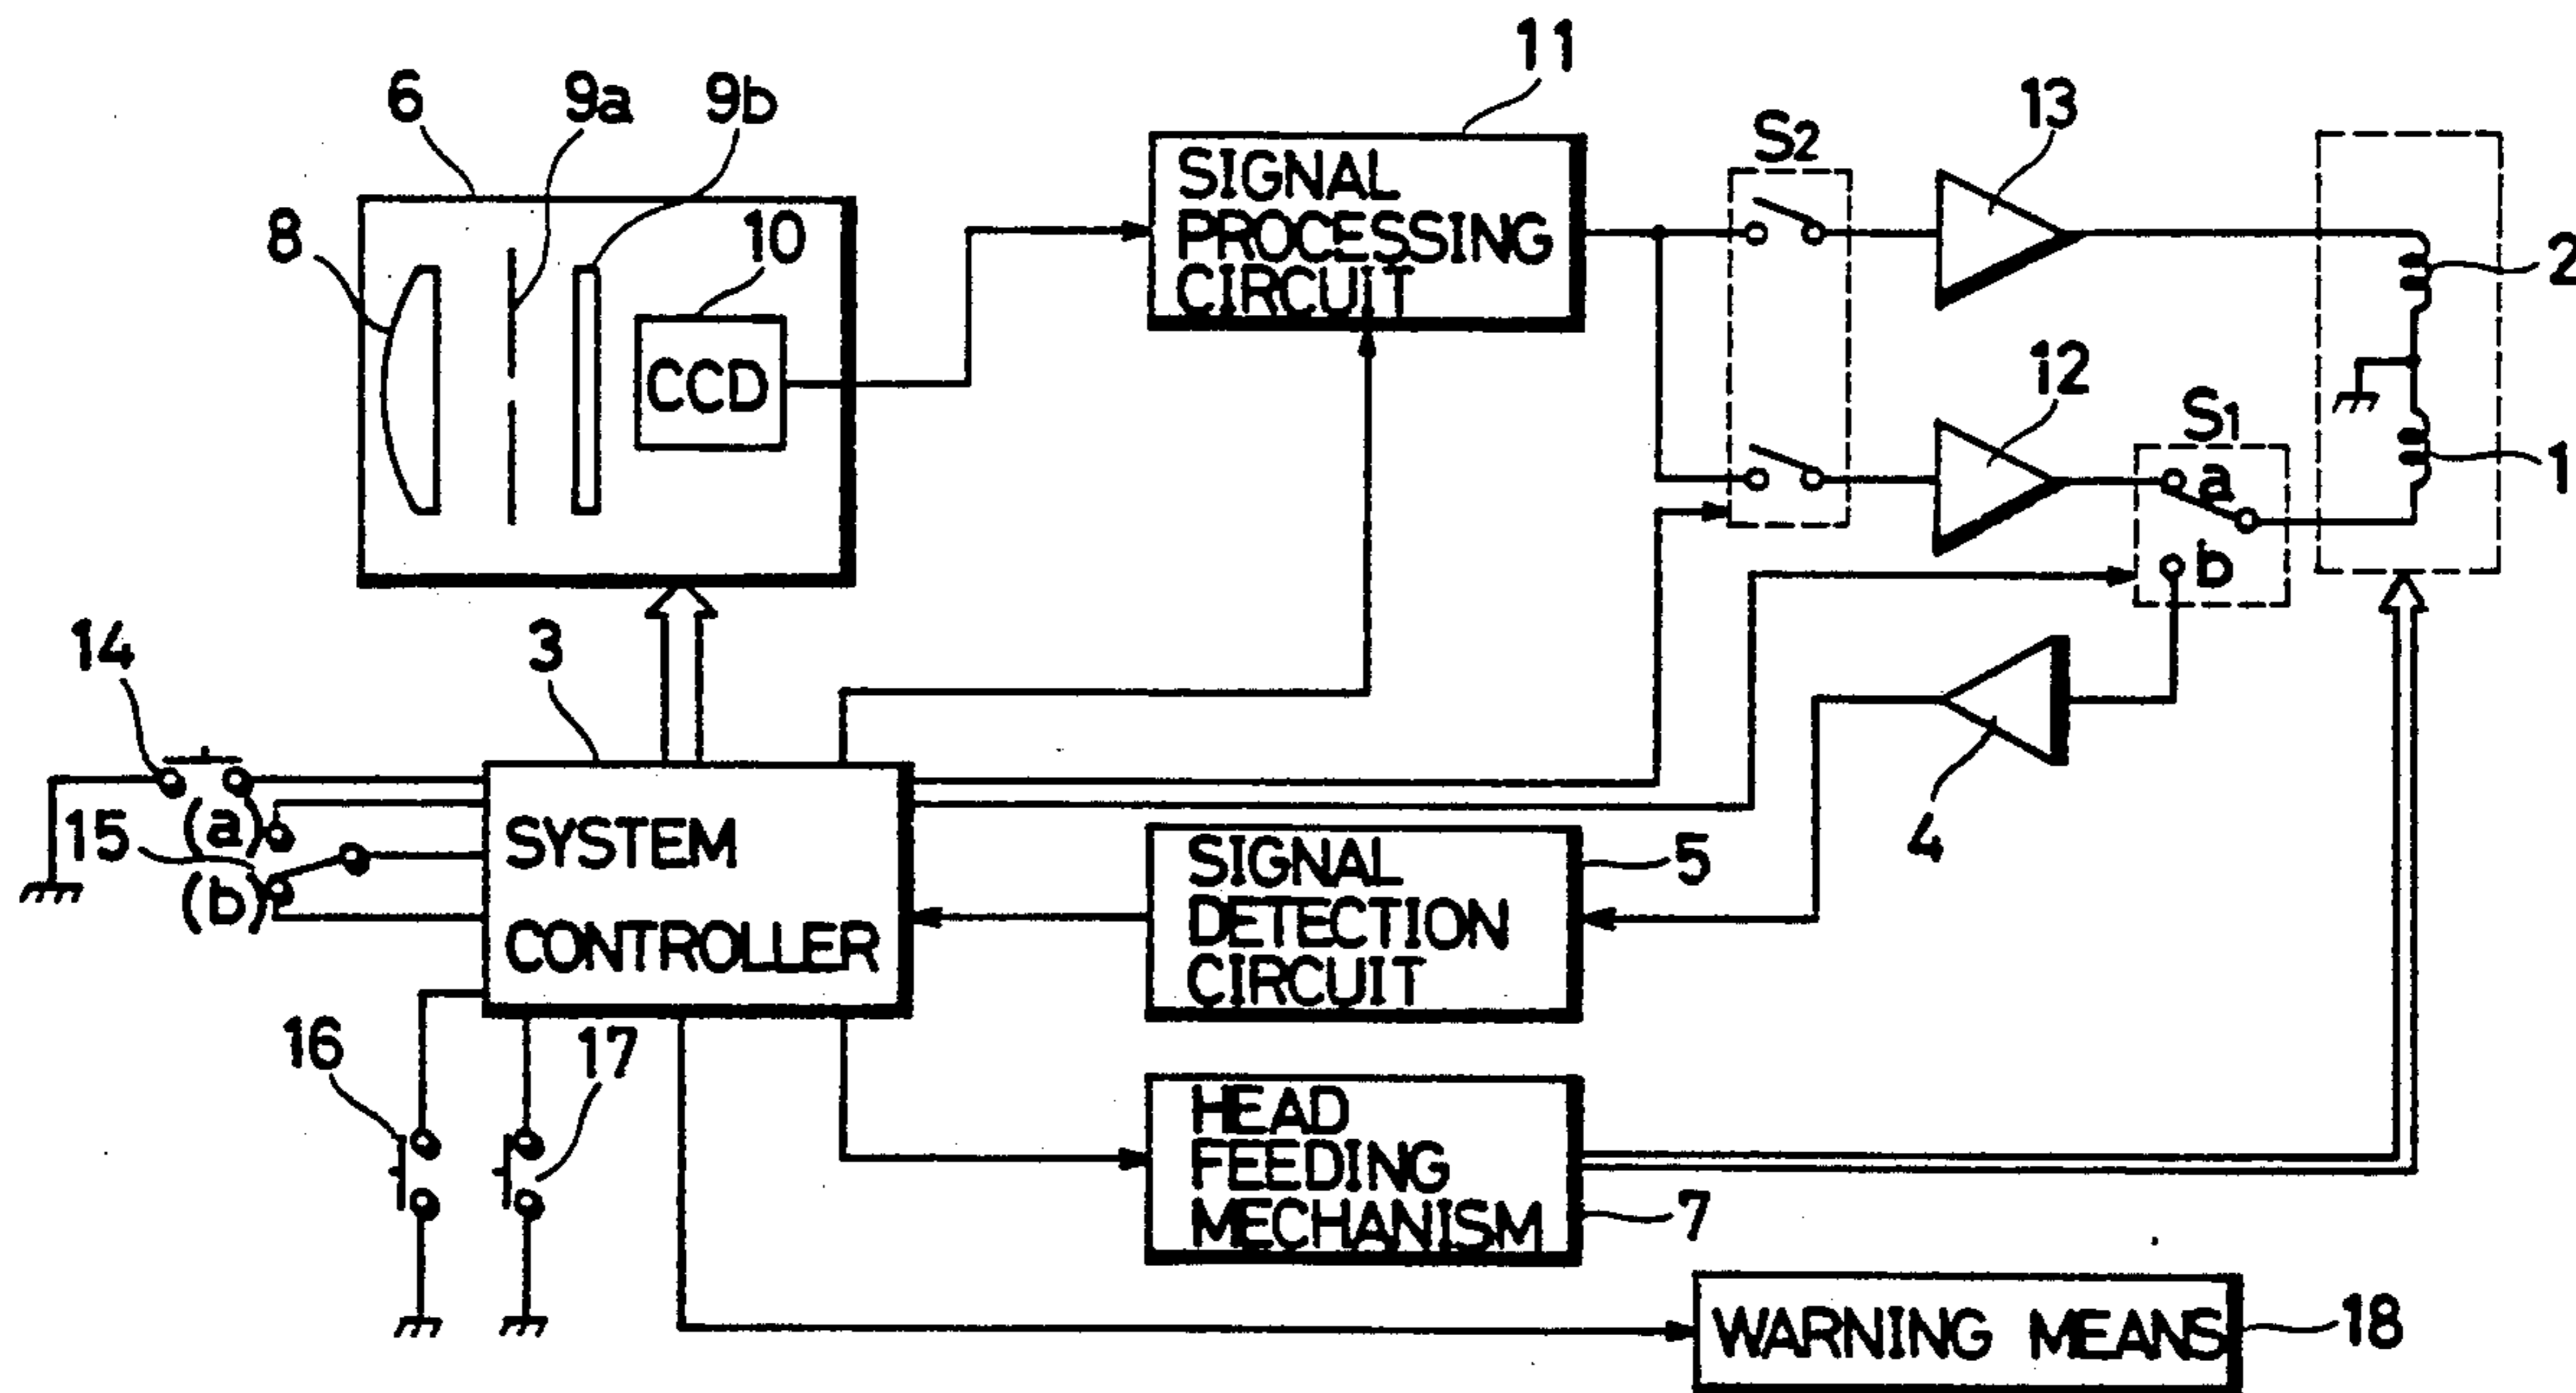 11
6
9a
9b
13
S2
8
10
SIGNAL
PROCESSING
CIRCUIT
2
CCD
12
S1
a
1
b
14
3
4
15
(a)
(b)
SYSTEM
CONTROLLER
SIGNAL
DETECTION
CIRCUIT
5
16
17
HEAD
FEEDING
MECHANISM
7
WARNING MEANS
18